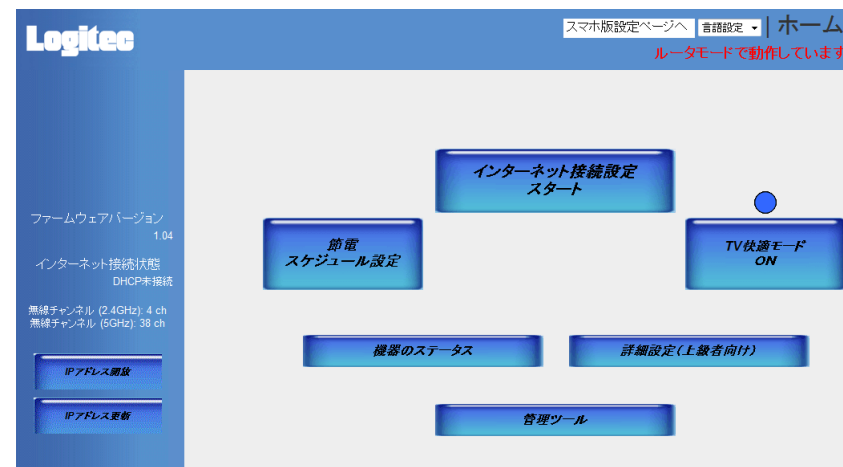 Logitec
スマホ版設定ページへ 言語設定 | ホーム
ルータモードで動作しています
インターネット接続設定
スタート
節電
スケジュール設定
TV快適モード
ON
ファームウェアバージョン
1.04
インターネット接続状態
DHCP未接続
無線チャンネル (2.4GHz): 4 ch
無線チャンネル (5GHz): 38 ch
機器のステータス
詳細設定(上級者向け)
IPアドレス開放
IPアドレス更新
管理ツール